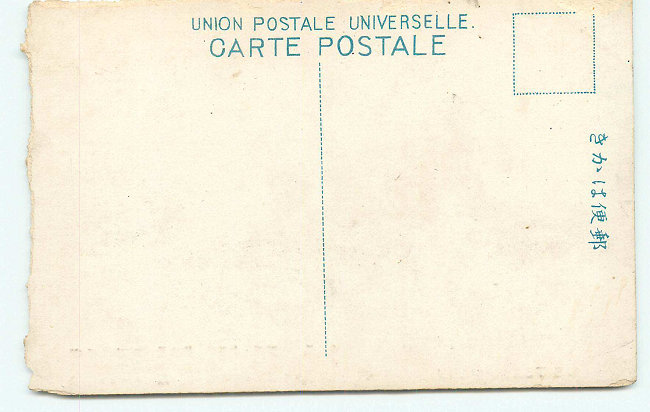 UNION POSTALE UNIVERSELLE.
CARTE POSTALE
郵便はかき